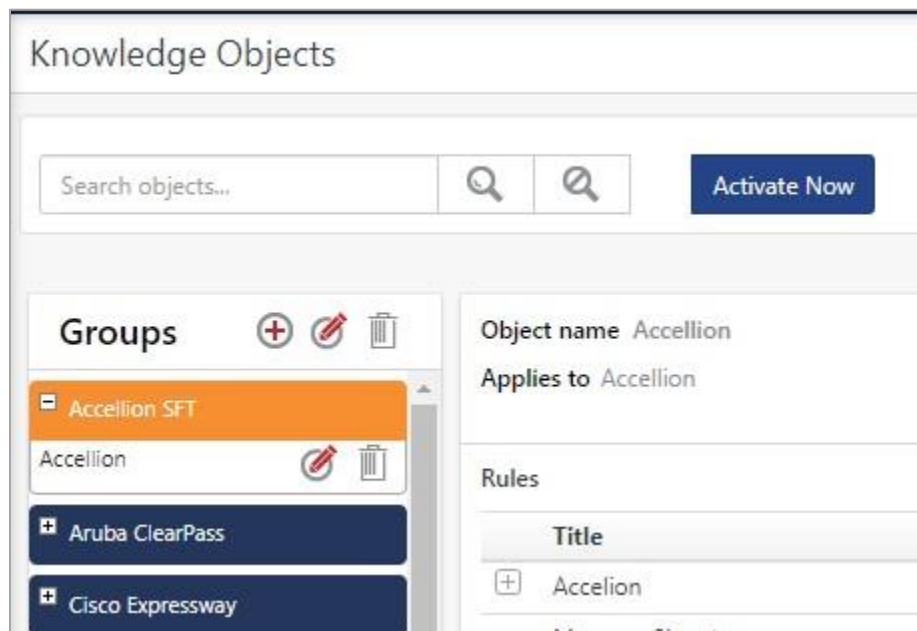 Knowledge Objects
Search objects...
Activate Now
Groups
Accellion SFT
Accellion
Aruba ClearPass
Cisco Expressway
Object name Accellion
Applies to Accellion
Rules
Title
Accelion